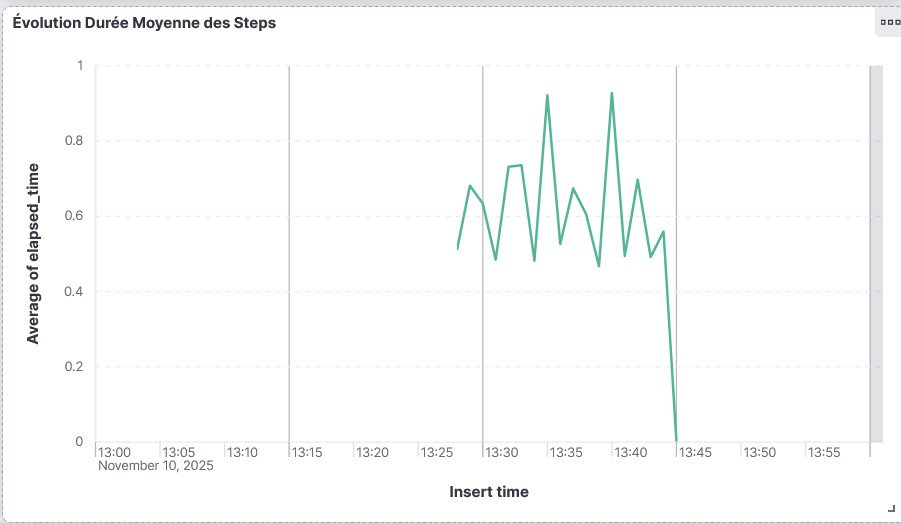 Évolution Durée Moyenne des Steps
1
0.8
0.6
0.4
0.2
0
Average of elapsed_time
13:00 13:05 13:10 13:15 13:20 13:25 13:30 13:35 13:40 13:45 13:50 13:55
November 10, 2025
Insert time